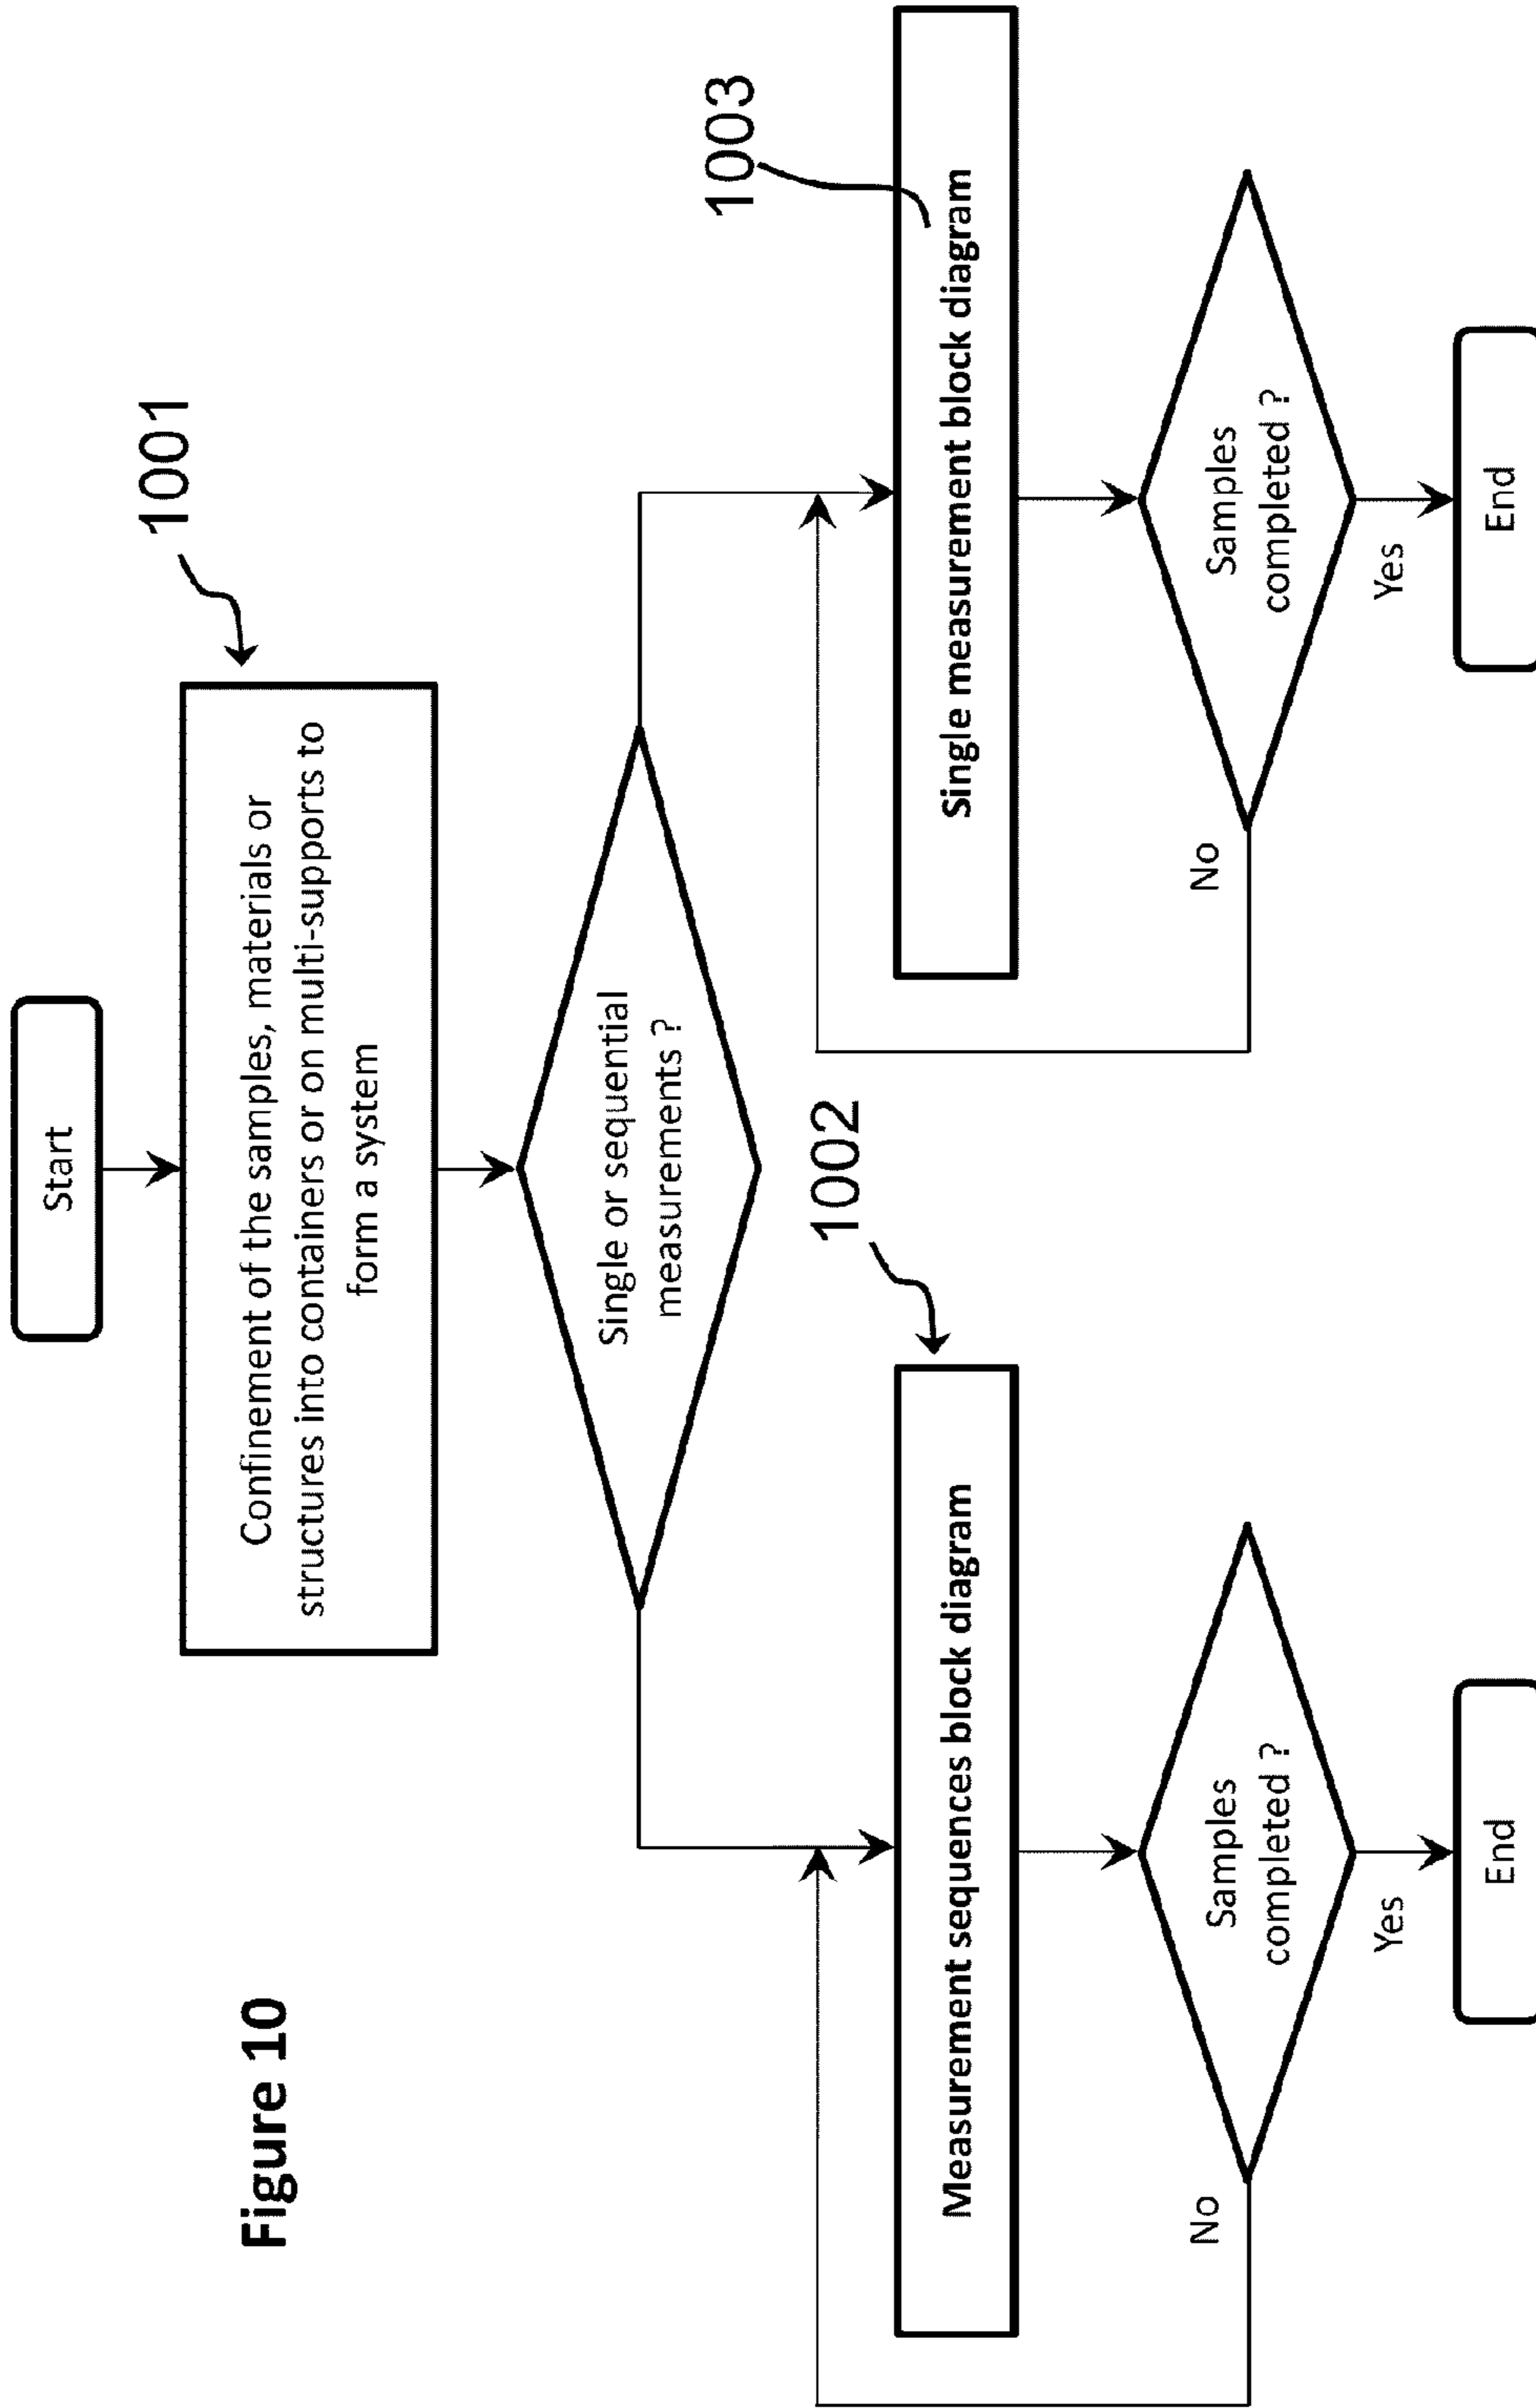 Figure 10
Start
1001
Confinement of the samples, materials or
structures into containers or on multi-supports to
form a system
Single or sequential
measurements ?
1002
Measurement sequences block diagram
Samples
completed ?
No
Yes
End
1003
Single measurement block diagram
Samples
completed ?
No
Yes
End